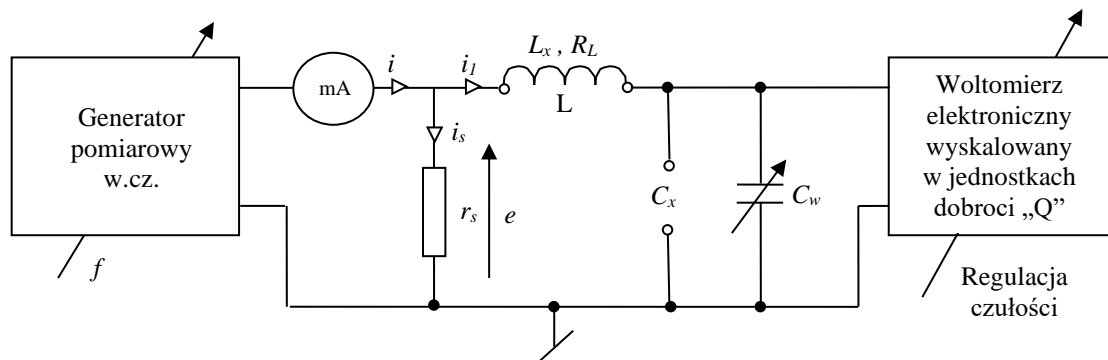 Generator
pomiarowy
w.cz.
f
mA
i
i1
is
rs
e
Lx , RL
L
Cx
Cw
Woltomierz
elektroniczny
wyskalowany
w jednostkach
dobroci „Q”
Regulacja
czułości